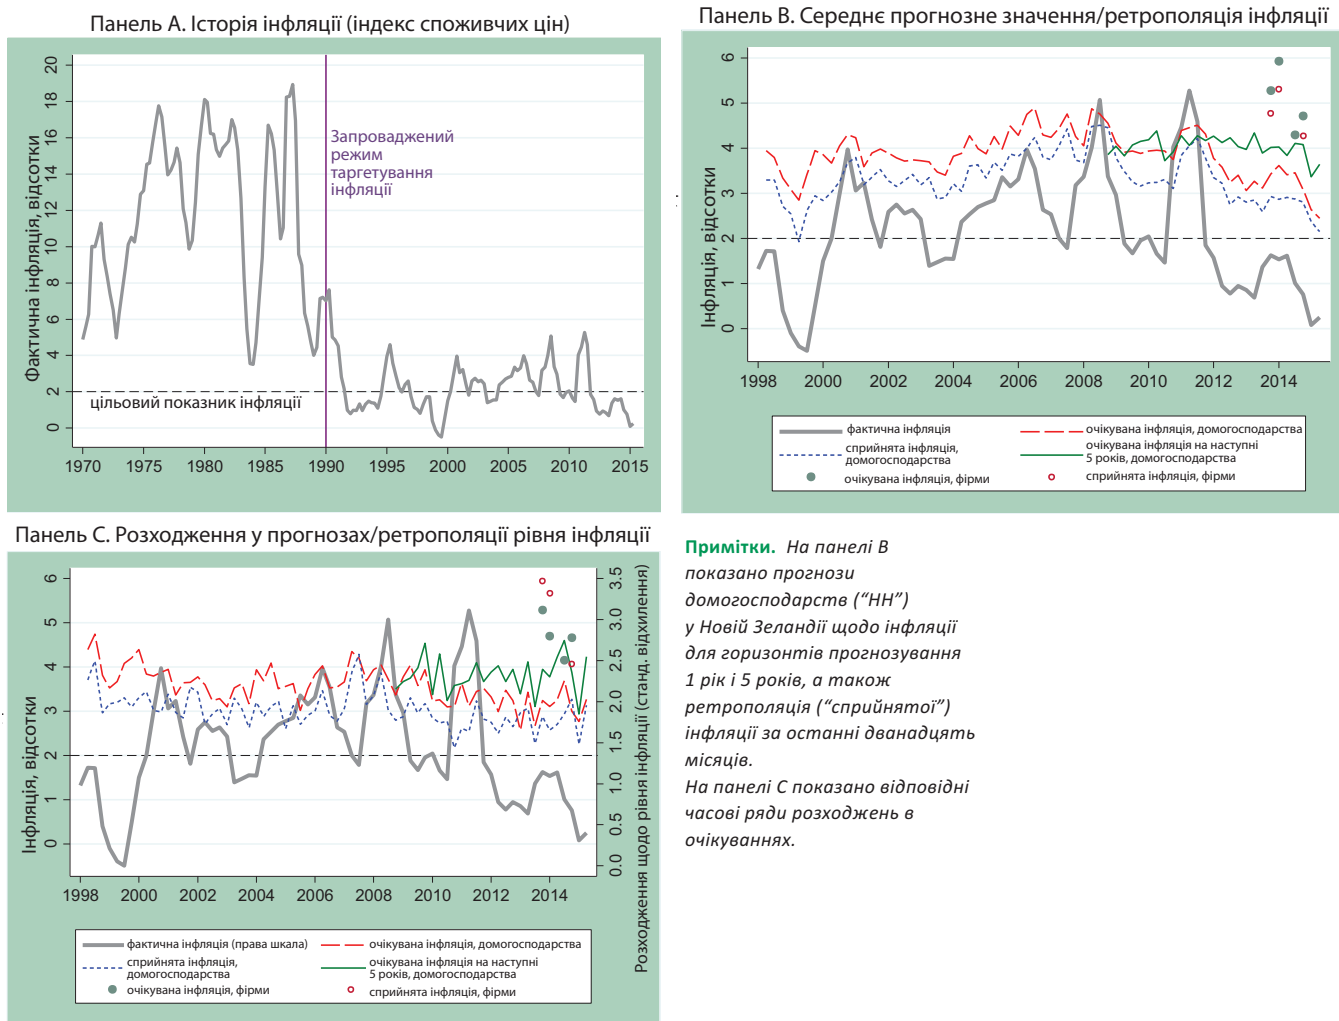 Панель А. Історія інфляції (індекс споживчих цін)
Фактична інфляція, відсотки
20
18
16
14
12
10
8
6
4
2
0
Запроваджений
режим
таргетування
інфляції
цільовий показник інфляції
1970 1975 1980 1985 1990 1995 2000 2005 2010 2015
Панель В. Середнє прогнозне значення/ретрополяція інфляції
Інфляція, відсотки
6
5
4
3
2
1
0
1998 2000 2002 2004 2006 2008 2010 2012 2014
фактична інфляція
очікувана інфляція, домогосподарства
сприйнята інфляція,
домогосподарства
очікувана інфляція на наступні
5 років, домогосподарства
очікувана інфляція, фірми
сприйнята інфляція, фірми
Панель С. Розходження у прогнозах/ретрополяції рівня інфляції
Інфляція, відсотки
6
5
4
3
2
1
0
3.5
3.0
2.5
2.0
1.5
1.0
0.5
0.0
Розходження щодо рівня інфляції (станд. відхилення)
1998 2000 2002 2004 2006 2008 2010 2012 2014
фактична інфляція (права шкала)
очікувана інфляція, домогосподарства
сприйнята інфляція,
домогосподарства
очікувана інфляція на наступні
5 років, домогосподарства
очікувана інфляція, фірми
сприйнята інфляція, фірми
Примітки. На панелі В
показано прогнози
домогосподарств (“НН”)
у Новій Зеландії щодо інфляції
для горизонтів прогнозування
1 рік і 5 років, а також
ретрополяція (“сприйнятої”)
інфляції за останні дванадцять
місяців.
На панелі С показано відповідні
часові ряди розходжень в
очікуваннях.